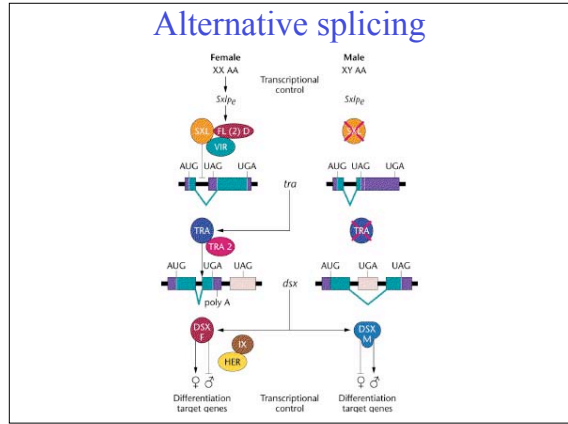 Alternative splicing
Female
Male
XX AA
Transcriptional
control
XY AA
Sxlpe
Sxlpe
SXL
FL (2) D
VIR
SXL
AUG UAG UGA
AUG UAG UGA
tra
TRA
TRA 2
TRA
AUG UGA UAG
AUG UGA UAG
poly A
dsx
DSX
F
IX
HER
DSX
M
♀ ♂
♀ ♂
Differentiation
target genes
Transcriptional
control
Differentiation
target genes